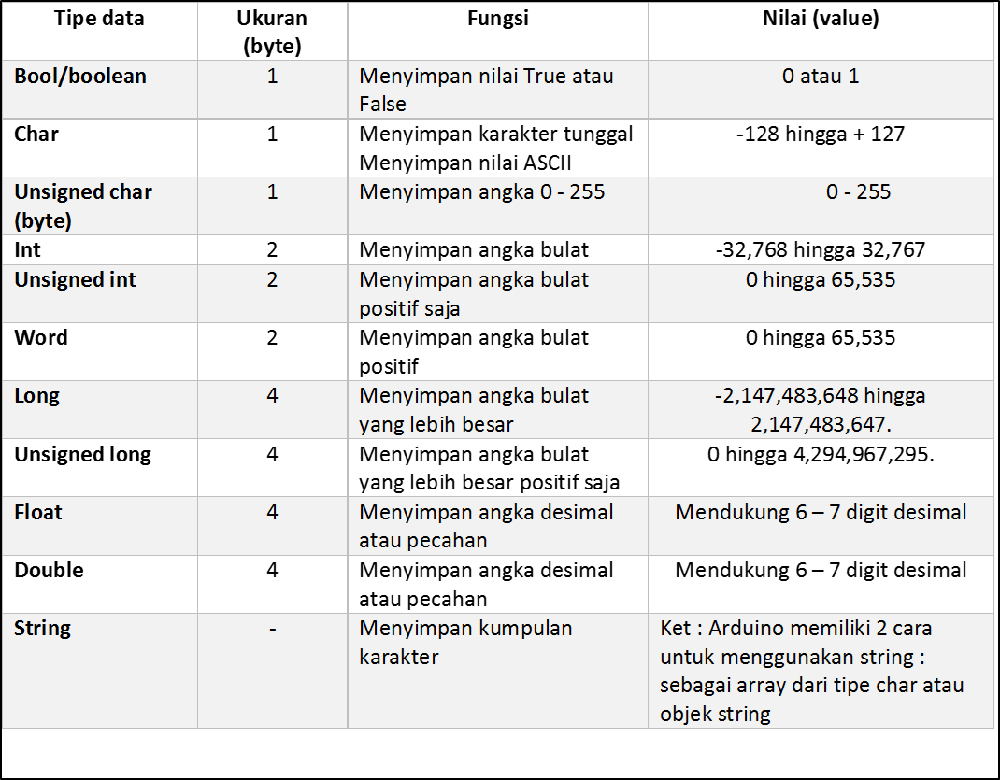 Tipe data Ukuran (byte) Fungsi Nilai (value)
Bool/boolean 1 Menyimpan nilai True atau 0 atau 1
False
Char 1 Menyimpan karakter tunggal -128 hingga + 127
Menyimpan nilai ASCII
Unsigned char 1 Menyimpan angka 0 - 255 0 - 255
(byte)
Int 2 Menyimpan angka bulat -32,768 hingga 32,767
Unsigned int 2 Menyimpan angka bulat 0 hingga 65,535
positif saja
Word 2 Menyimpan angka bulat 0 hingga 65,535
positif
Long 4 Menyimpan angka bulat -2,147,483,648 hingga
yang lebih besar 2,147,483,647.
Unsigned long 4 Menyimpan angka bulat 0 hingga 4,294,967,295.
yang lebih besar positif saja
Float 4 Menyimpan angka desimal Mendukung 6 – 7 digit desimal
atau pecahan
Double 4 Menyimpan angka desimal Mendukung 6 – 7 digit desimal
atau pecahan
String - Menyimpan kumpulan Ket : Arduino memiliki 2 cara
karakter untuk menggunakan string :
sebagai array dari tipe char atau
objek string